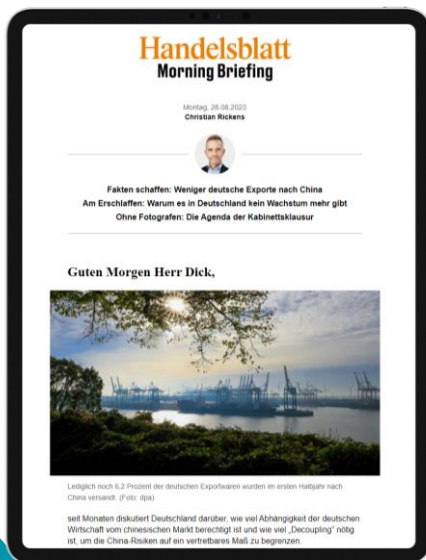 Handelsblatt
Morning Briefing
Montag, 28.08.2023
Christian Rickens
Fakten schaffen: Weniger deutsche Exporte nach China
Am Erschlaffen: Warum es in Deutschland kein Wachstum mehr gibt
Ohne Fotografen: Die Agenda der Kabinettsklausur
Guten Morgen Herr Dick,
Lediglich noch 6,2 Prozent der deutschen Exportwaren wurden im ersten Halbjahr nach
China versandt. (Foto: dpa)
seit Monaten diskutiert Deutschland darüber, wie viel Abhängigkeit der deutschen
Wirtschaft vom chinesischen Markt berechtigt ist und wie viel „Decoupling" nötig
ist, um die China-Risiken auf ein vertretbares Maß zu begrenzen.